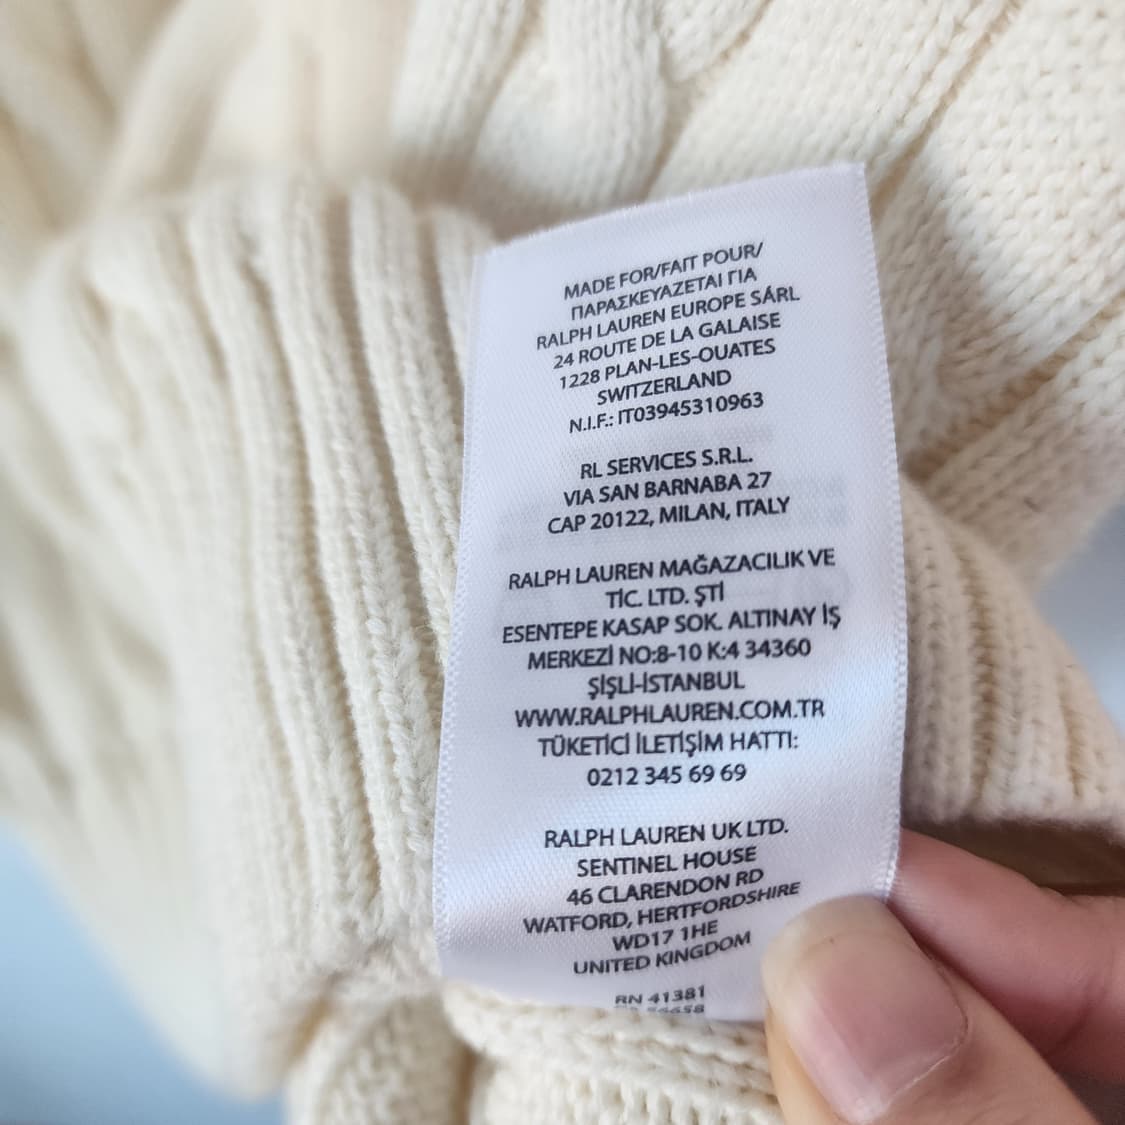 MADE FOR/FAIT POUR/
ΠΑΡΑΣΚΕΥΑΖΕΤΑΙ ΓΙΑ
RALPH LAUREN EUROPE SÁRL
24 ROUTE DE LA GALAISE
1228 PLAN-LES-OUATES
SWITZERLAND
N.I.F.: IT03945310963
RL SERVICES S.R.L.
VIA SAN BARNABA 27
CAP 20122, MILAN, ITALY
RALPH LAUREN MAĞAZACILIK VE
TİC. LTD. ŞTİ
ESENTEPE KASAP SOK. ALTINAY İŞ
MERKEZİ NO:8-10 K:4 34360
ŞİŞLİ-İSTANBUL
WWW.RALPHLAUREN.COM.TR
TÜKETİCİ İLETİŞİM HATTI:
0212 345 69 69
RALPH LAUREN UK LTD.
SENTINEL HOUSE
46 CLARENDON RD
WATFORD, HERTFORDSHIRE
WD17 1HE
UNITED KINGDOM
RN 41381